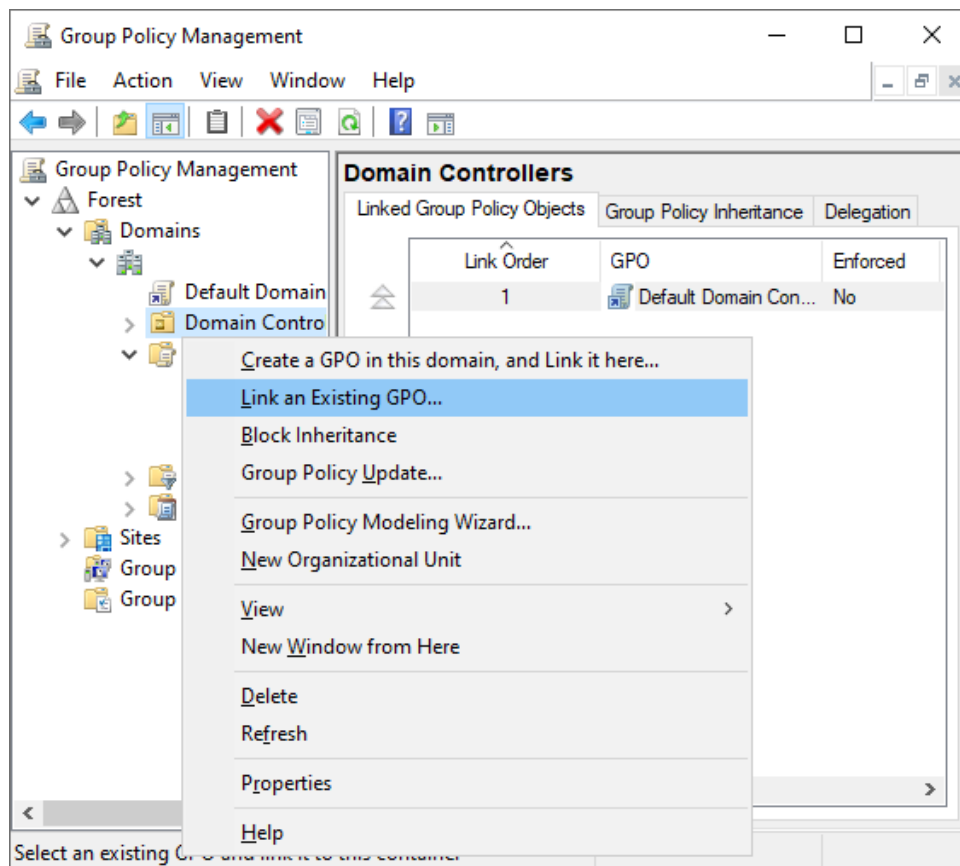 Group Policy Management
File Action View Window Help
Group Policy Management
Forest
Domains
Default Domain
Domain Contro
Sites
Group
Group
Domain Controllers
Linked Group Policy Objects Group Policy Inheritance Delegation
Link Order GPO Enforced
1 Default Domain Con... No
Create a GPO in this domain, and Link it here...
Link an Existing GPO...
Block Inheritance
Group Policy Update...
Group Policy Modeling Wizard...
New Organizational Unit
View
New Window from Here
Delete
Refresh
Properties
Help
Select an existing GPO and link it to this container